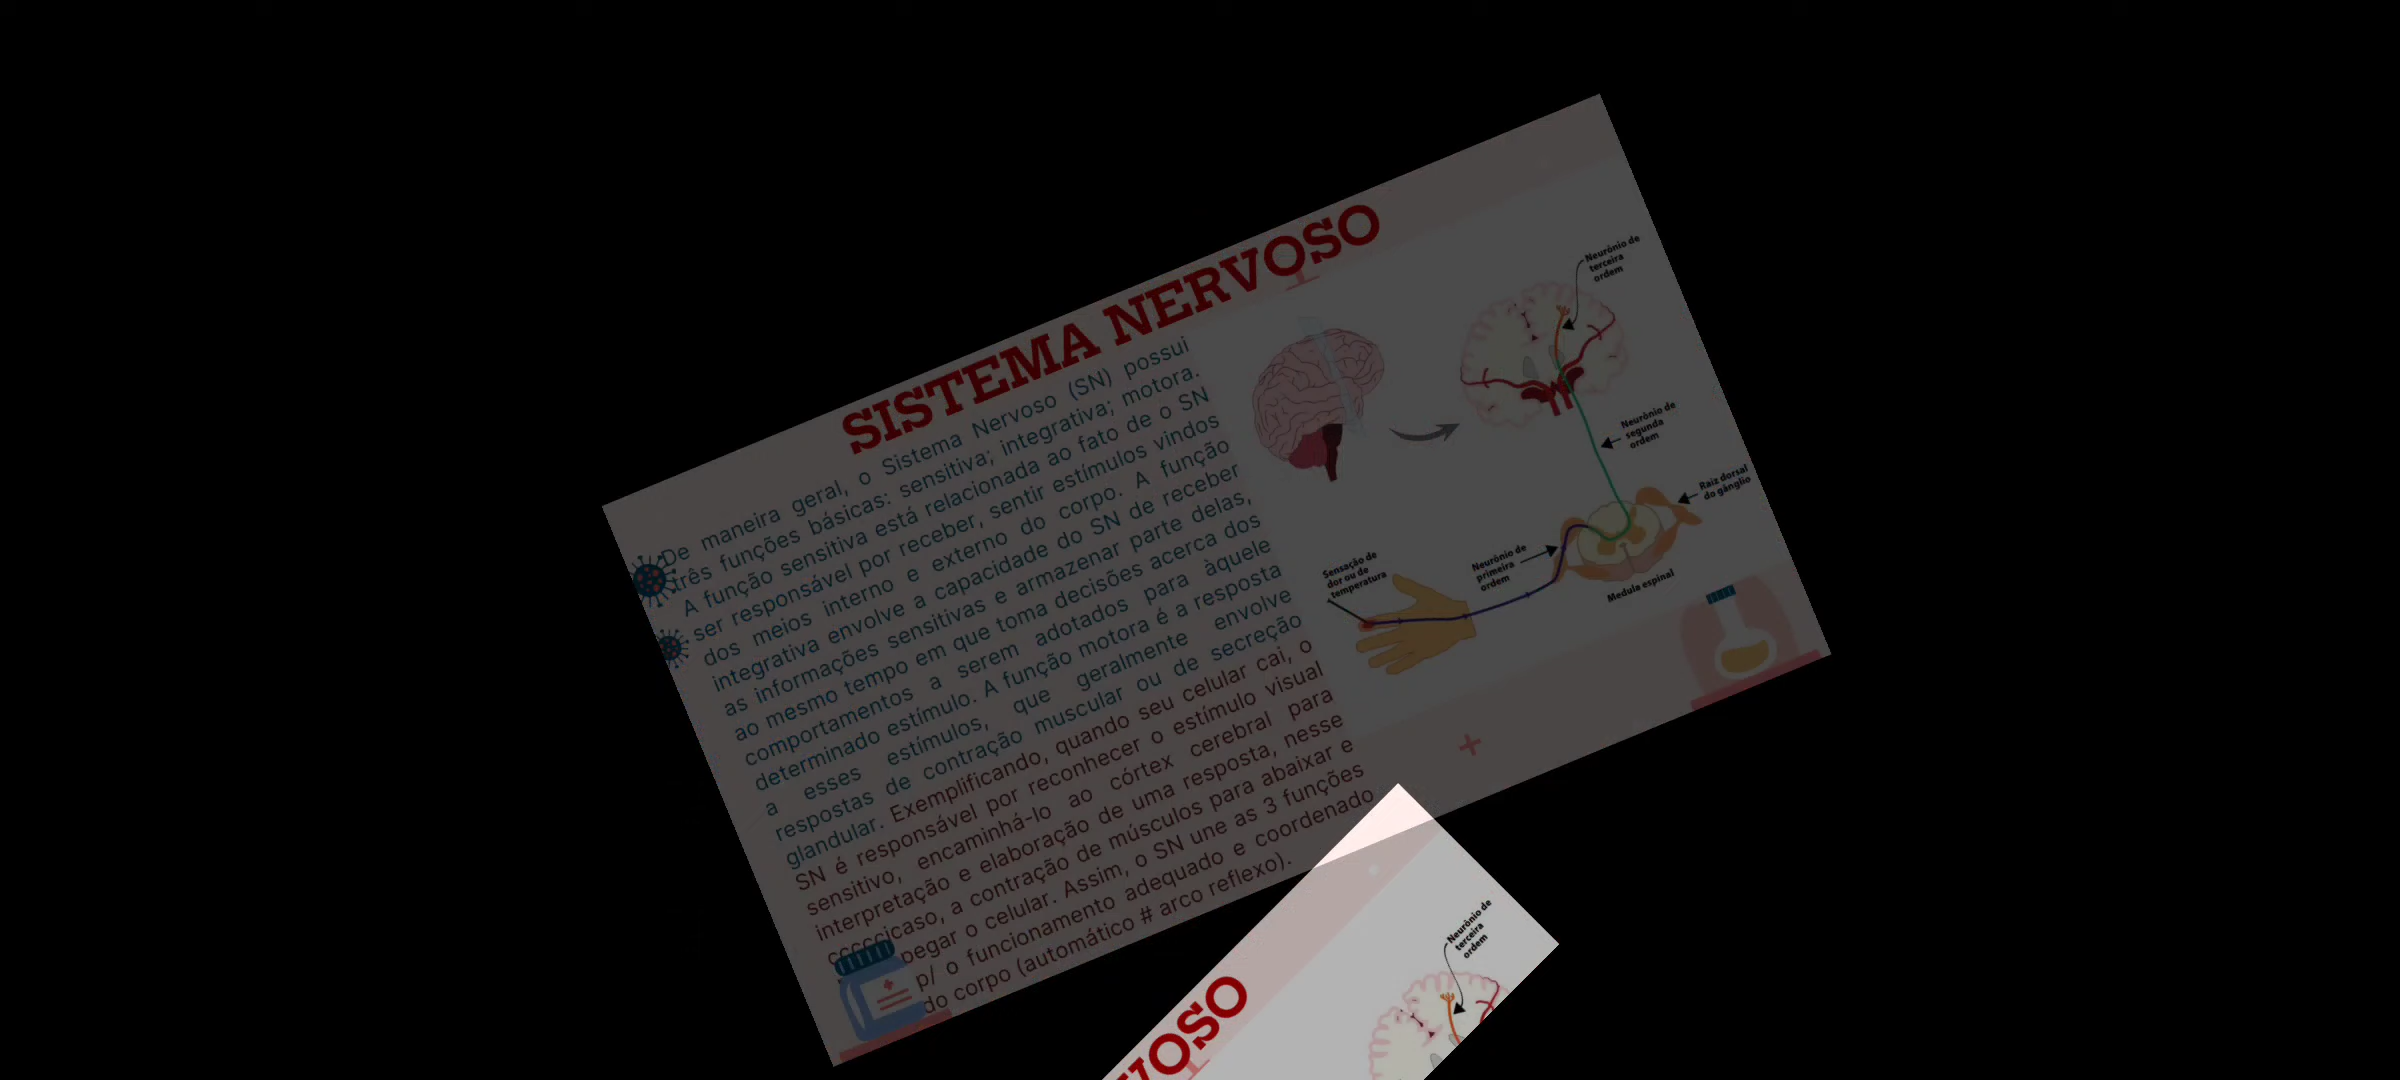 SISTEMA NERVOSO
De maneira geral, o Sistema Nervoso (SN) possui
três funções básicas: sensitiva; integrativa; motora.
A função sensitiva está relacionada ao fato de o SN
ser responsável por receber, sentir estímulos vindos
dos meios interno e externo do corpo. A função
integrativa envolve a capacidade do SN de receber
as informações sensitivas e armazenar parte delas,
ao mesmo tempo em que toma decisões acerca dos
comportamentos a serem adotados para àquele
determinado estímulo. A função motora é a resposta
a esses estímulos, que geralmente envolve
respostas de contração muscular ou de secreção
glandular. Exemplificando, quando seu celular cai, o
SN é responsável por reconhecer o estímulo visual
sensitivo, encaminhá-lo ao córtex cerebral para
interpretação e elaboração de uma resposta, nesse
cccccicaso, a contração de músculos para abaixar e
pegar o celular. Assim, o SN une as 3 funções
p/ o funcionamento adequado e coordenado
do corpo (automático # arco reflexo).
Neurônio de
terceira
ordem
Neurônio de
segunda
ordem
Raiz dorsal
do gânglio
Neurônio de
primeira
ordem
Sensação de
dor ou de
temperatura
Medula espinal
VOSO
Neurônio de
terceira
ordem